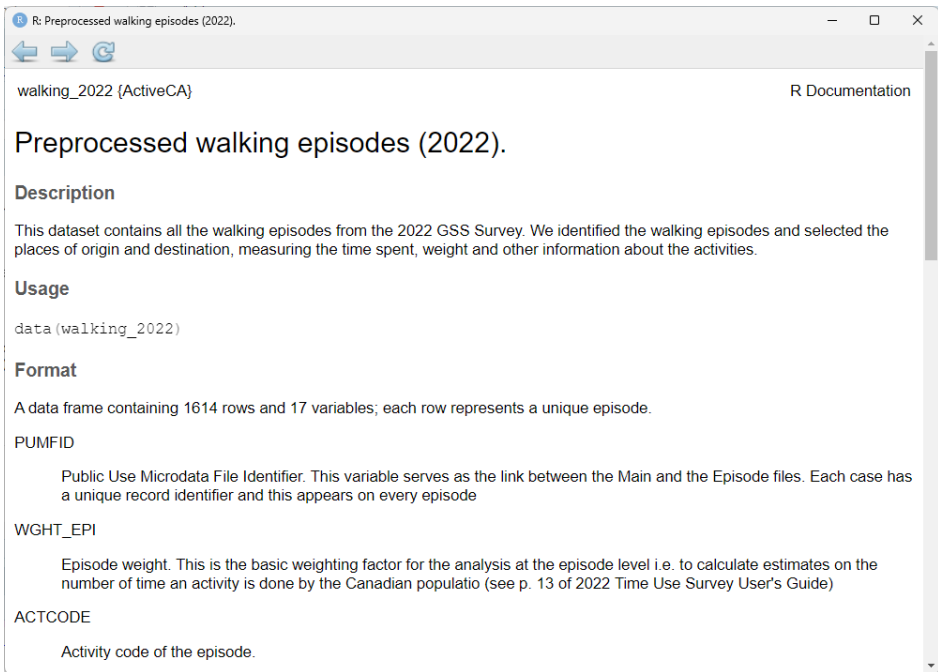 R R: Preprocessed walking episodes (2022).
walking_2022 {ActiveCA} R Documentation
Preprocessed walking episodes (2022).
Description
This dataset contains all the walking episodes from the 2022 GSS Survey. We identified the walking episodes and selected the
places of origin and destination, measuring the time spent, weight and other information about the activities.
Usage
data(walking_2022)
Format
A data frame containing 1614 rows and 17 variables; each row represents a unique episode.
PUMFID
Public Use Microdata File Identifier. This variable serves as the link between the Main and the Episode files. Each case has
a unique record identifier and this appears on every episode
WGHT_EPI
Episode weight. This is the basic weighting factor for the analysis at the episode level i.e. to calculate estimates on the
number of time an activity is done by the Canadian populatio (see p. 13 of 2022 Time Use Survey User's Guide)
ACTCODE
Activity code of the episode.